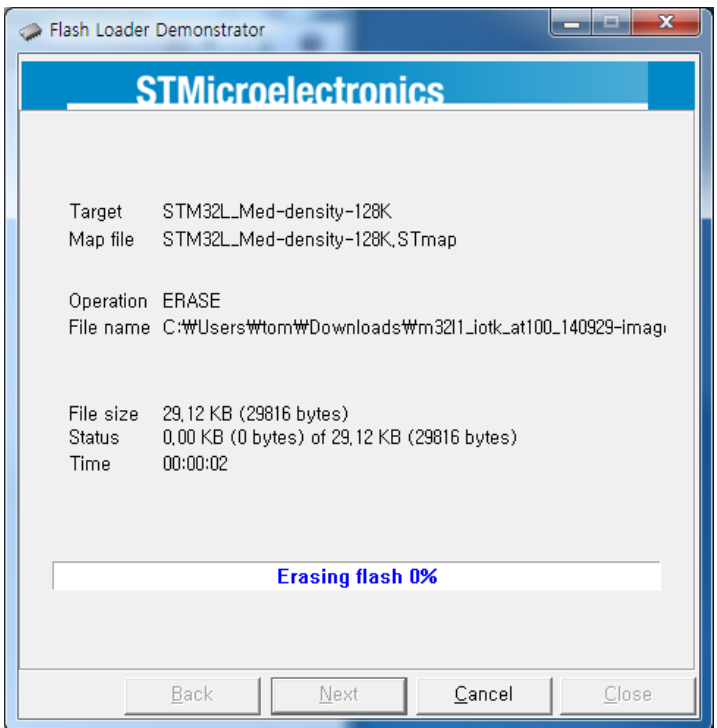 Flash Loader Demonstrator
STMicroelectronics
Target STM32L_Med-density-128K
Map file STM32L_Med-density-128K.STmap
Operation ERASE
File name C:₩Users₩tom₩Downloads₩m32l1_iotk_at100_140929-imag
File size 29.12 KB (29816 bytes)
Status 0.00 KB (0 bytes) of 29.12 KB (29816 bytes)
Time 00:00:02
Erasing flash 0%
Back Next Cancel Close